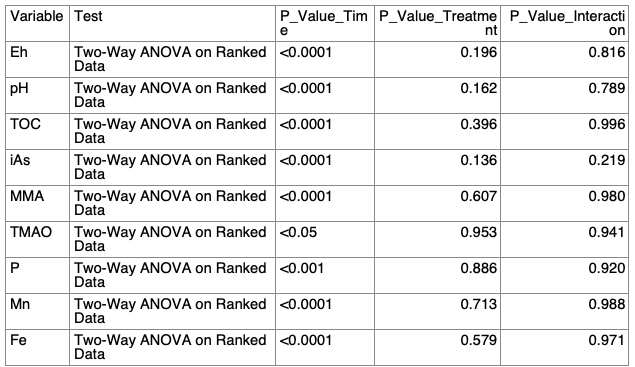 Variable Test P_Value_Tim P_Value_Treatme P_Value_Interacti
e nt on
Eh Two-Way ANOVA on Ranked <0.0001 0.196 0.816
Data
pH Two-Way ANOVA on Ranked <0.0001 0.162 0.789
Data
TOC Two-Way ANOVA on Ranked <0.0001 0.396 0.996
Data
iAs Two-Way ANOVA on Ranked <0.0001 0.136 0.219
Data
MMA Two-Way ANOVA on Ranked <0.0001 0.607 0.980
Data
TMAO Two-Way ANOVA on Ranked <0.05 0.953 0.941
Data
P Two-Way ANOVA on Ranked <0.001 0.886 0.920
Data
Mn Two-Way ANOVA on Ranked <0.0001 0.713 0.988
Data
Fe Two-Way ANOVA on Ranked <0.0001 0.579 0.971
Data